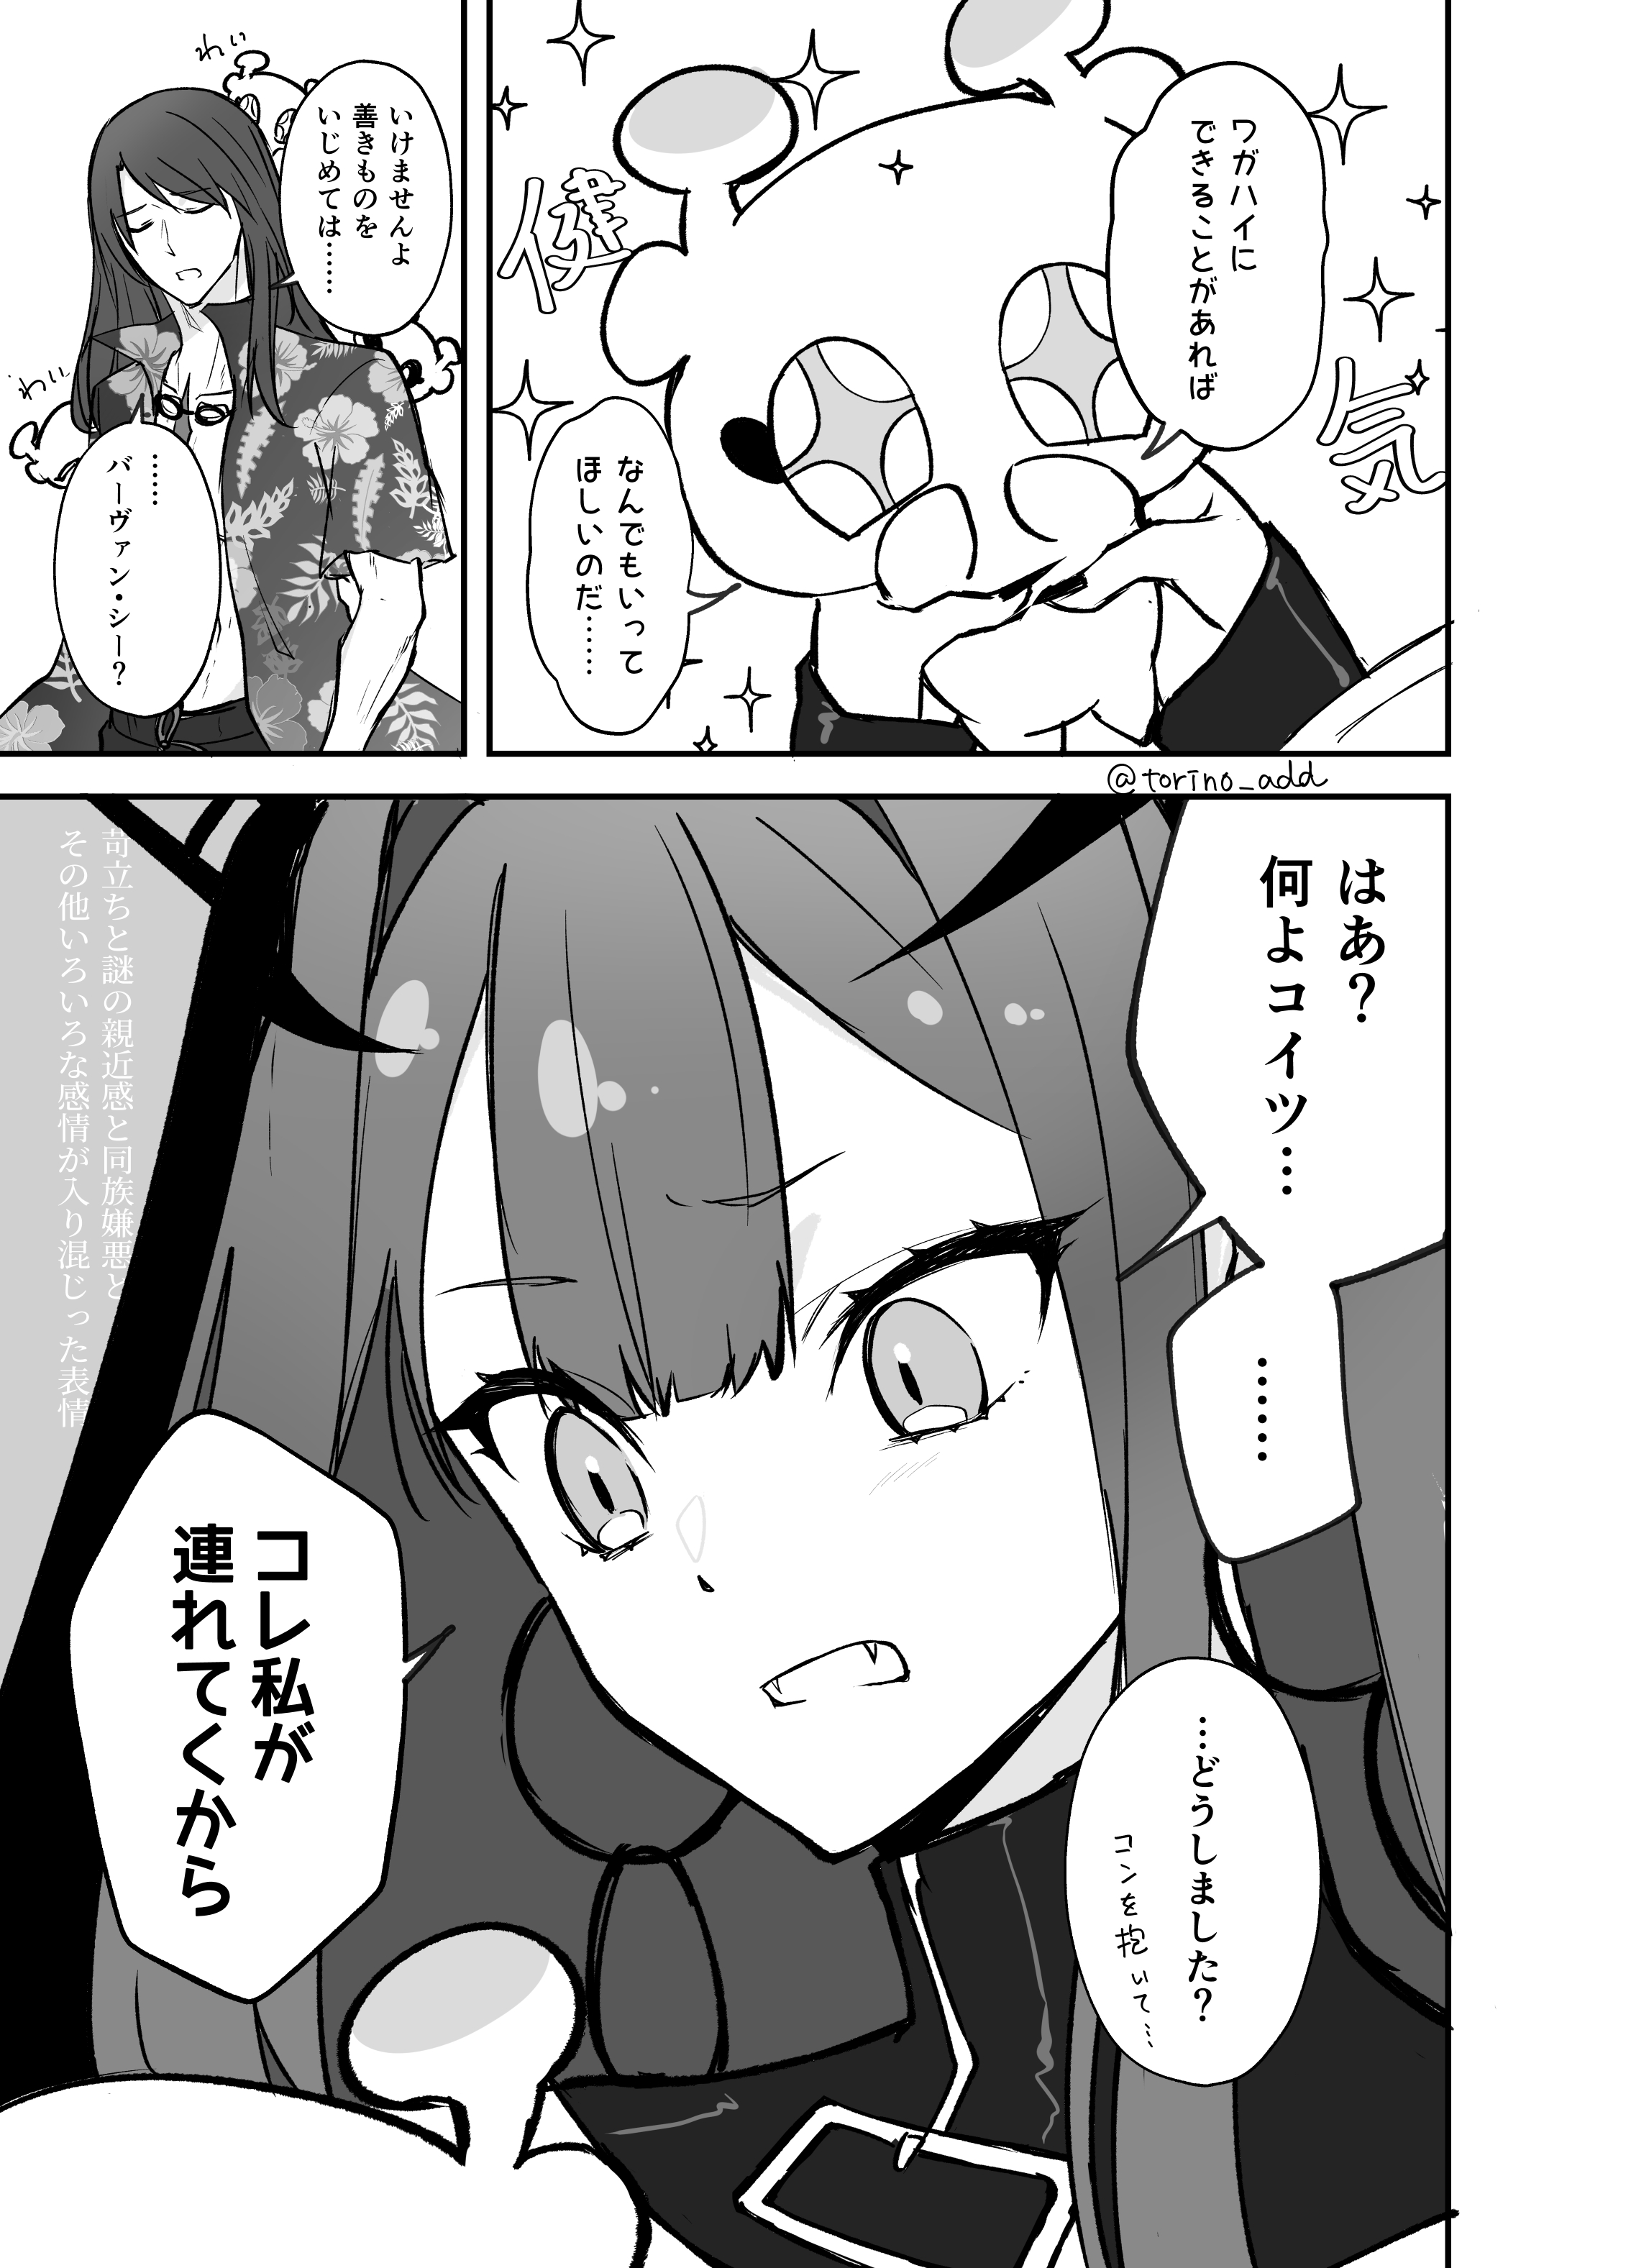 ワガハイに
できることがあれば
健気
なんでもいって
ほしいのだ……
わぃ
いけませんよ
善きものを
いじめては……
わぃ
……
バーヴァン・シー?
@torino_add
はあ?
何よコイツ…
……
…どうしました?
コンを抱いて…
コレ私が
連れてくから
苛立ちと謎の親近感と同族嫌悪と
その他いろいろな感情が入り混じった表情